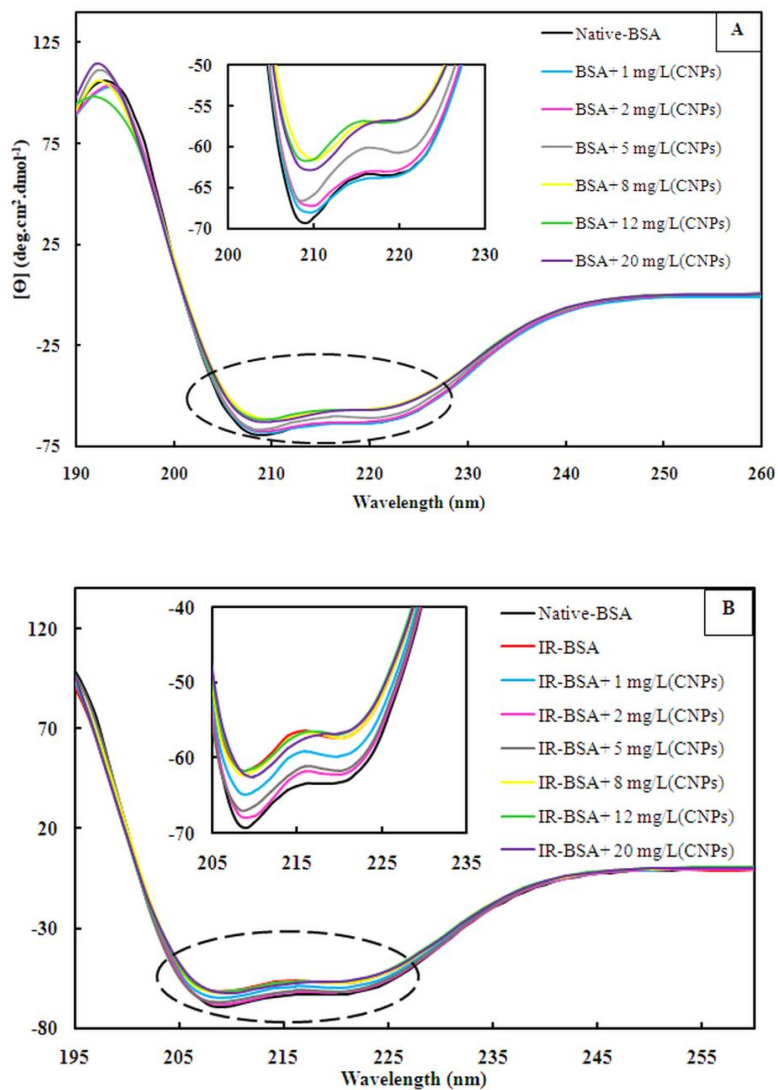 A
125
75
25
-25
-75
[Ɵ] (deg.cm².dmol⁻¹)
Native-BSA
BSA+ 1 mg/L(CNPs)
BSA+ 2 mg/L(CNPs)
BSA+ 5 mg/L(CNPs)
BSA+ 8 mg/L(CNPs)
BSA+ 12 mg/L(CNPs)
BSA+ 20 mg/L(CNPs)
-50
-55
-60
-65
-70
200 210 220 230
190 200 210 220 230 240 250 260
Wavelength (nm)
B
120
70
20
-30
-80
Native-BSA
IR-BSA
IR-BSA+ 1 mg/L(CNPs)
IR-BSA+ 2 mg/L(CNPs)
IR-BSA+ 5 mg/L(CNPs)
IR-BSA+ 8 mg/L(CNPs)
IR-BSA+ 12 mg/L(CNPs)
IR-BSA+ 20 mg/L(CNPs)
-40
-50
-60
-70
205 215 225 235
195 205 215 225 235 245 255
Wavelength (nm)